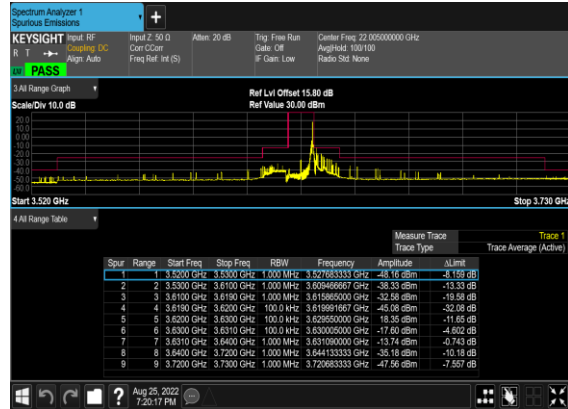 Spectrum Analyzer 1
Spurious Emissions
+
KEYSIGHT Input: RF Input Z: 50 Ω Atten: 20 dB Trig: Free Run Center Freq: 22.005000000 GHz
R T Coupling: DC Corr CCorr Gate: Off Avg|Hold: 100/100
Align: Auto Freq Ref: Int (S) IF Gain: Low Radio Std: None
PASS
3 All Range Graph
Ref Lvl Offset 15.80 dB
Scale/Div 10.0 dB Ref Value 30.00 dBm
20.0
10.0
0.00
-10.0
-20.0
-30.0
-40.0
-50.0
-60.0
Start 3.520 GHz Stop 3.730 GHz
4 All Range Table
Measure Trace Trace 1
Trace Type Trace Average (Active)
Spur Range Start Freq Stop Freq RBW Frequency Amplitude ΔLimit
1 1 3.5200 GHz 3.5300 GHz 1.000 MHz 3.527683333 GHz -48.16 dBm -8.159 dB
2 2 3.5300 GHz 3.6100 GHz 1.000 MHz 3.609466667 GHz -38.33 dBm -13.33 dB
3 3 3.6100 GHz 3.6190 GHz 1.000 MHz 3.615865000 GHz -32.58 dBm -19.58 dB
4 4 3.6190 GHz 3.6200 GHz 100.0 kHz 3.619991667 GHz -45.08 dBm -32.08 dB
5 5 3.6200 GHz 3.6300 GHz 100.0 kHz 3.629550000 GHz 18.35 dBm -11.65 dB
6 6 3.6300 GHz 3.6310 GHz 100.0 kHz 3.630005000 GHz -17.60 dBm -4.602 dB
7 7 3.6310 GHz 3.6400 GHz 1.000 MHz 3.631090000 GHz -13.74 dBm -0.743 dB
8 8 3.6400 GHz 3.7200 GHz 1.000 MHz 3.644133333 GHz -35.18 dBm -10.18 dB
9 9 3.7200 GHz 3.7300 GHz 1.000 MHz 3.720683333 GHz -47.56 dBm -7.557 dB
? Aug 25, 2022
7:20:17 PM